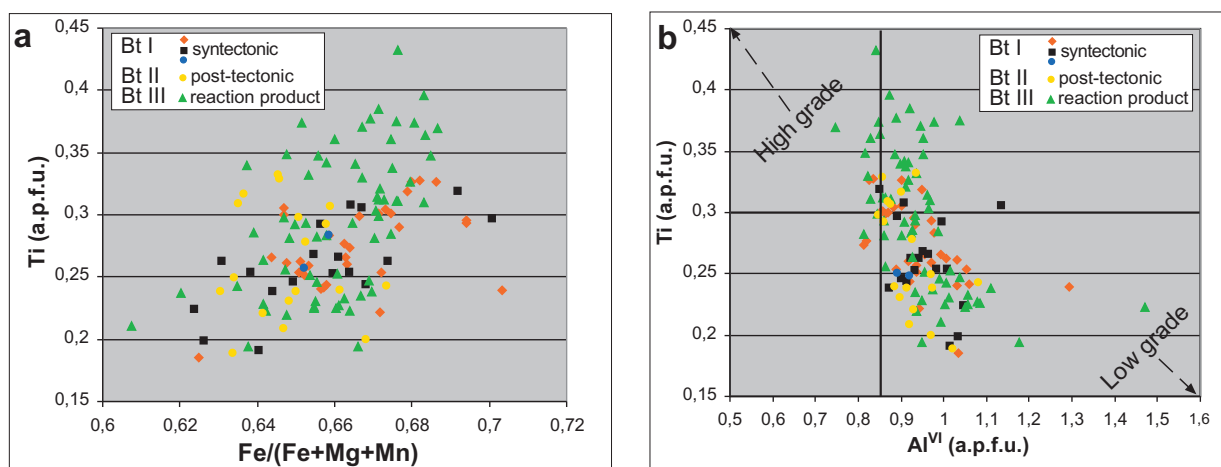 a
0,45
0,4
0,35
0,3
0,25
0,2
0,15
Ti (a.p.f.u.)
Bt I syntectonic
Bt II post-tectonic
Bt III reaction product
0,6 0,62 0,64 0,66 0,68 0,7 0,72
Fe/(Fe+Mg+Mn)
b
0,45
0,4
0,35
0,3
0,25
0,2
0,15
Ti (a.p.f.u.)
High grade
Bt I syntectonic
Bt II post-tectonic
Bt III reaction product
Low grade
0,5 0,6 0,7 0,8 0,9 1 1,1 1,2 1,3 1,4 1,5 1,6
Al^VI (a.p.f.u.)